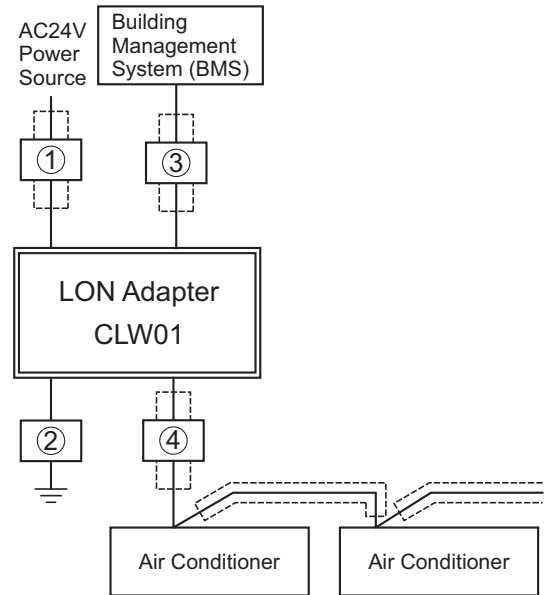 AC24V
Power
Source
Building
Management
System (BMS)
①
③
LON Adapter
CLW01
②
④
Air Conditioner
Air Conditioner